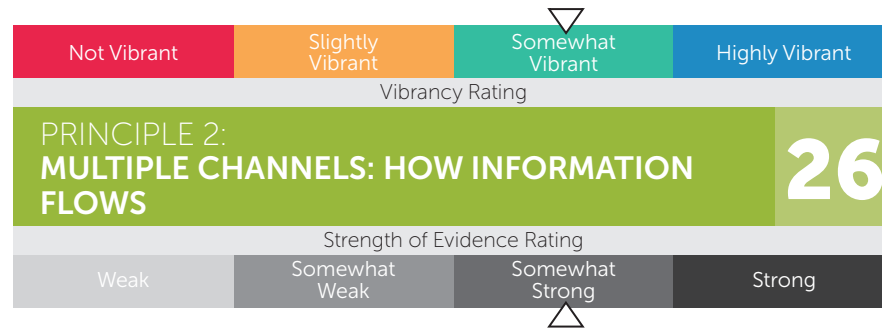 Not Vibrant
Slightly
Vibrant
Somewhat
Vibrant
Highly Vibrant
Vibrancy Rating
PRINCIPLE 2:
MULTIPLE CHANNELS: HOW INFORMATION
FLOWS
26
Strength of Evidence Rating
Weak
Somewhat
Weak
Somewhat
Strong
Strong